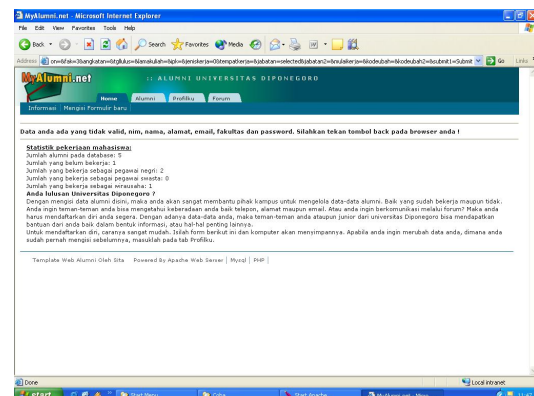 MyAlumni.net - Microsoft Internet Explorer
File Edit View Favorites Tools Help
Back Search Favorites Media
Address Go Links
MyAlumni.net :: ALUMNI UNIVERSITAS DIPONEGORO
Home Alumni Profilku Forum
Informasi | Mengisi Formulir baru |
Data anda ada yang tidak valid, nim, nama, alamat, email, fakultas dan password. Silahkan tekan tombol back pada browser anda !
Statistik pekerjaan mahasiswa:
Jumlah alumni pada database: 5
Jumlah yang belum bekerja: 1
Jumlah yang bekerja sebagai pegawai negri: 2
Jumlah yang bekerja sebagai pegawai swasta: 0
Jumlah yang bekerja sebagai wirausaha: 1
Anda lulusan Universitas Diponegoro ?
Dengan mengisi data alumni disini, maka anda akan sangat membantu pihak kampus untuk mengelola data-data alumni. Baik yang sudah bekerja maupun tidak.
Anda ingin teman-teman anda bisa mengetahui keberadaan anda baik telepon, alamat maupun email. Atau anda ingin berkomunikasi melalui forum? Maka anda
harus mendaftarkan diri anda segera. Dengan adanya data-data anda, maka teman-teman anda ataupun junior dari universitas Diponegoro bisa mendapatkan
bantuan dari anda baik dalam bentuk informasi, atau hal-hal penting lainnya.
Untuk mendaftarkan diri, caranya sangat mudah. Isilah form berikut ini dan komputer akan menyimpannya. Apabila anda ingin merubah data anda, dimana anda
sudah pernah mengisi sebelumnya, masuklah pada tab Profilku.
Template Web Alumni Oleh Sita Powered By Apache Web Server | Mysql | PHP |
Done Local intranet
start Start Menu Coba Start Apache